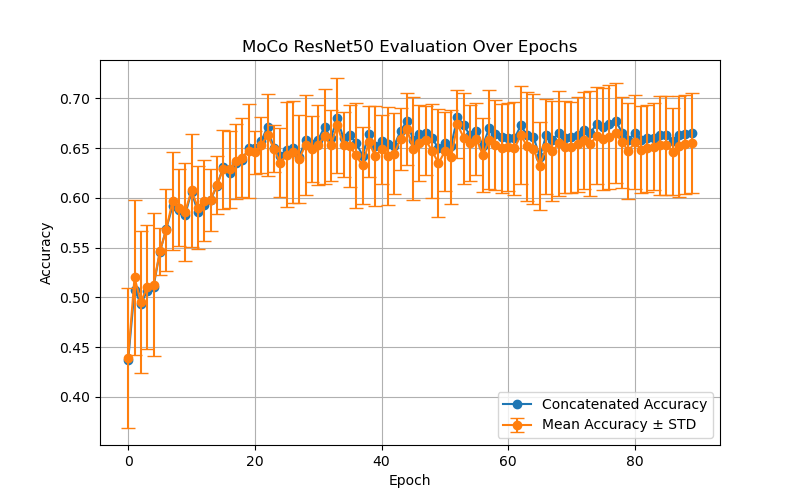 MoCo ResNet50 Evaluation Over Epochs
Accuracy
0.70
0.65
0.60
0.55
0.50
0.45
0.40
Concatenated Accuracy
Mean Accuracy ± STD
0 20 40 60 80
Epoch